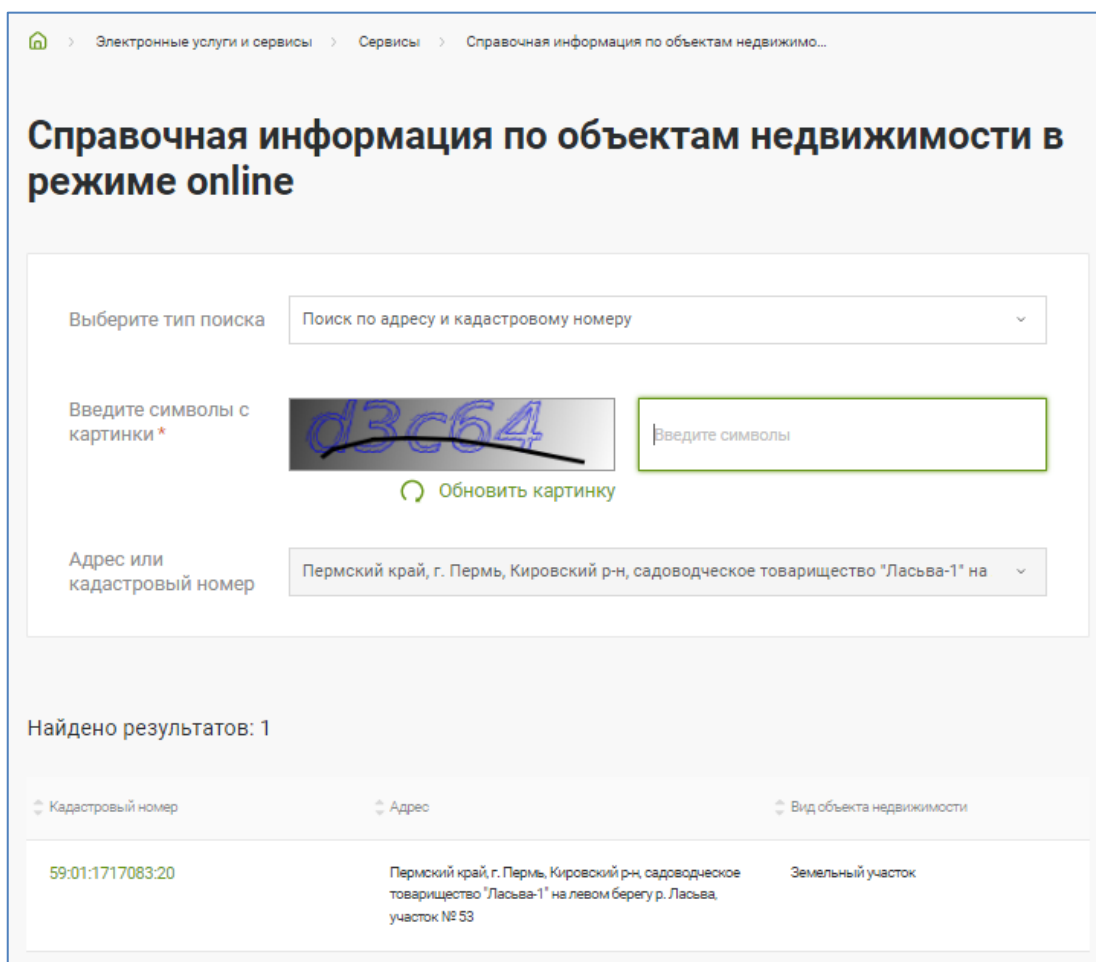 Электронные услуги и сервисы > Сервисы > Справочная информация по объектам недвижимо...
Справочная информация по объектам недвижимости в
режиме online
Выберите тип поиска
Поиск по адресу и кадастровому номеру
Введите символы с
картинки *
d3c64
Введите символы
Обновить картинку
Адрес или
кадастровый номер
Пермский край, г. Пермь, Кировский р-н, садоводческое товарищество "Ласьва-1" на
Найдено результатов: 1
Кадастровый номер
Адрес
Вид объекта недвижимости
59:01:1717083:20
Пермский край, г. Пермь, Кировский р-н, садоводческое
товарищество "Ласьва-1" на левом берегу р. Ласьва,
участок № 53
Земельный участок